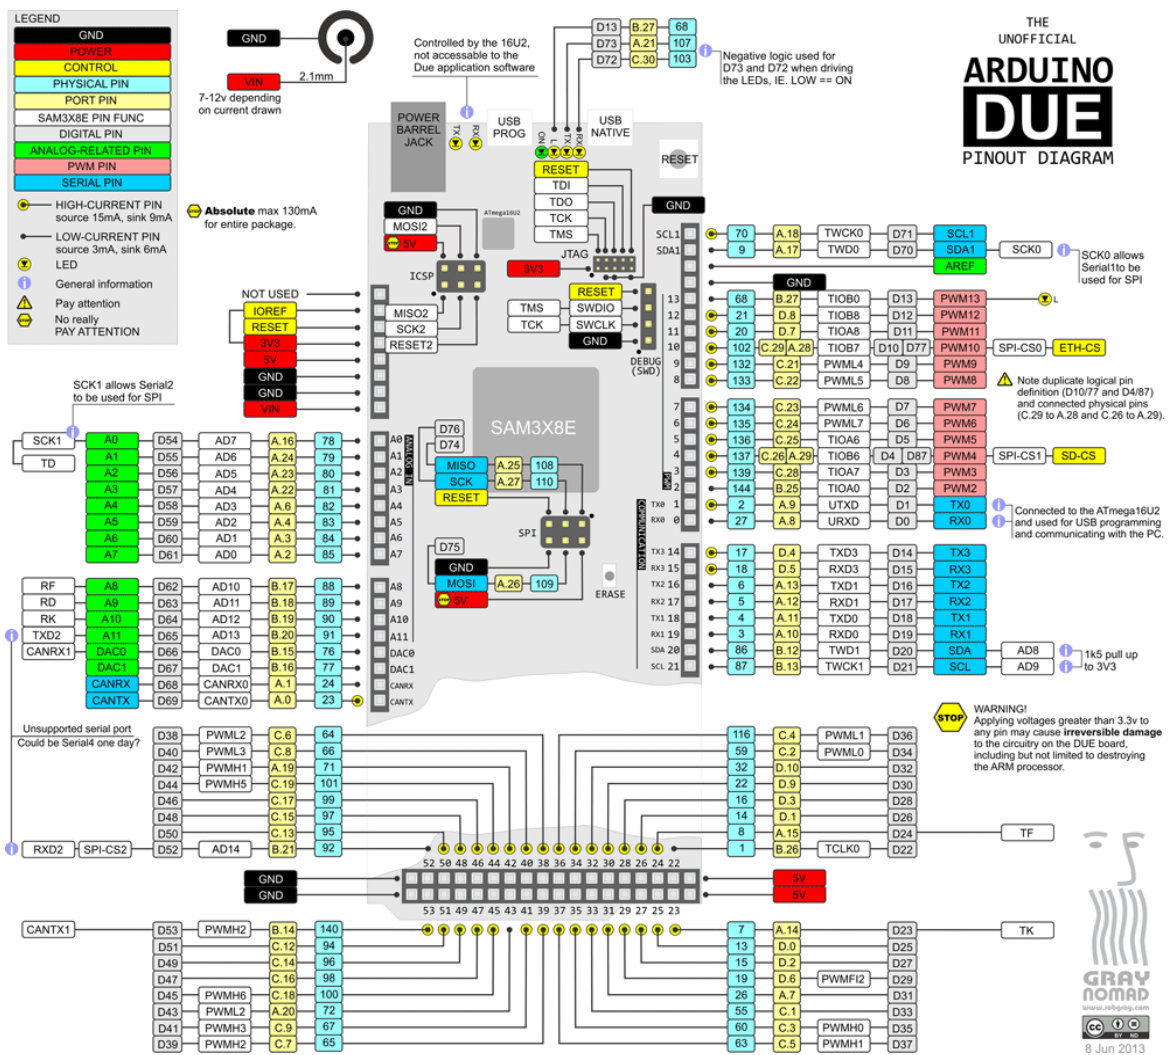 LEGEND
GND
POWER
CONTROL
PHYSICAL PIN
PORT PIN
SAM3X8E PIN FUNC
DIGITAL PIN
ANALOG-RELATED PIN
PWM PIN
SERIAL PIN
HIGH-CURRENT PIN
source 15mA, sink 9mA
LOW-CURRENT PIN
source 3mA, sink 6mA
LED
General information
Pay attention
No really
PAY ATTENTION
GND
VIN
2.1mm
7-12v depending
on current drawn
Absolute max 130mA
for entire package.
Controlled by the 16U2,
not accessable to the
Due application software
D13 B.27 68
D73 A.21 107
D72 C.30 103
Negative logic used for
D73 and D72 when driving
the LEDs, IE. LOW == ON
THE
UNOFFICIAL
ARDUINO
DUE
PINOUT DIAGRAM
POWER
BARREL
JACK
TX
RX
USB
PROG
ON
L
TX
RX
USB
NATIVE
RESET
RESET
TDI
TDO
TCK
TMS
JTAG
3V3
GND
ATmega16U2
GND
MOSI2
5V
ICSP
MISO2
SCK2
RESET2
RESET
TMS SWDIO
TCK SWCLK
GND
DEBUG
(SWD)
NOT USED
IOREF
RESET
3V3
5V
GND
GND
VIN
SCK1 allows Serial2
to be used for SPI
SCK1
TD
A0 D54 AD7 A.16 78 A0
A1 D55 AD6 A.24 79 A1
A2 D56 AD5 A.23 80 A2
A3 D57 AD4 A.22 81 A3
A4 D58 AD3 A.6 82 A4
A5 D59 AD2 A.4 83 A5
A6 D60 AD1 A.3 84 A6
A7 D61 AD0 A.2 85 A7
ANALOG IN
RF A8 D62 AD10 B.17 88 A8
RD A9 D63 AD11 B.18 89 A9
RK A10 D64 AD12 B.19 90 A10
TXD2 A11 D65 AD13 B.20 91 A11
CANRX1 DAC0 D66 DAC0 B.15 76 DAC0
DAC1 D67 DAC1 B.16 77 DAC1
CANRX D68 CANRX0 A.1 24 CANRX
CANTX D69 CANTX0 A.0 23 CANTX
SAM3X8E
D76
D74
MISO A.25 108
SCK A.27 110
RESET
SPI
D75
GND
MOSI A.26 109
5V
ERASE
SCL1 70 A.18 TWCK0 D71 SCL1
SDA1 9 A.17 TWD0 D70 SDA1 SCK0
AREF
GND
SCK0 allows
Serial1to be
used for SPI
13 68 B.27 TIOB0 D13 PWM13 L
12 21 D.8 TIOB8 D12 PWM12
11 20 D.7 TIOA8 D11 PWM11
10 102 C.29 A.28 TIOB7 D10 D77 PWM10 SPI-CS0 ETH-CS
9 132 C.21 PWML4 D9 PWM9
8 133 C.22 PWML5 D8 PWM8
Note duplicate logical pin
definition (D10/77 and D4/87)
and connected physical pins
(C.29 to A.28 and C.26 to A.29).
7 134 C.23 PWML6 D7 PWM7
6 135 C.24 PWML7 D6 PWM6
5 136 C.25 TIOA6 D5 PWM5
4 137 C.26 A.29 TIOB6 D4 D87 PWM4 SPI-CS1 SD-CS
3 139 C.28 TIOA7 D3 PWM3
2 144 B.25 TIOA0 D2 PWM2
TX0 1 2 A.9 UTXD D1 TX0
RX0 0 27 A.8 URXD D0 RX0
PWM
COMMUNICATION
Connected to the ATmega16U2
and used for USB programming
and communicating with the PC.
TX3 14 17 D.4 TXD3 D14 TX3
RX3 15 18 D.5 RXD3 D15 RX3
TX2 16 6 A.13 TXD1 D16 TX2
RX2 17 5 A.12 RXD1 D17 RX2
TX1 18 4 A.11 TXD0 D18 TX1
RX1 19 3 A.10 RXD0 D19 RX1
SDA 20 86 B.12 TWD1 D20 SDA AD8
SCL 21 87 B.13 TWCK1 D21 SCL AD9
1k5 pull up
to 3V3
Unsupported serial port
Could be Serial4 one day?
D38 PWML2 C.6 64
D40 PWML3 C.8 66
D42 PWMH1 A.19 71
D44 PWMH5 C.19 101
D46 C.17 99
D48 C.15 97
D50 C.13 95
RXD2 SPI-CS2 D52 AD14 B.21 92
116 C.4 PWML1 D36
59 C.2 PWML0 D34
32 D.10 D32
22 D.9 D30
16 D.3 D28
14 D.1 D26
8 A.15 D24 TF
1 B.26 TCLK0 D22
STOP
WARNING!
Applying voltages greater than 3.3v to
any pin may cause irreversible damage
to the circuitry on the DUE board,
including but not limited to destroying
the ARM processor.
52 50 48 46 44 42 40 38 36 34 32 30 28 26 24 22
GND 5V
GND 5V
53 51 49 47 45 43 41 39 37 35 33 31 29 27 25 23
CANTX1 D53 PWMH2 B.14 140
D51 C.12 94
D49 C.14 96
D47 C.16 98
D45 PWMH6 C.18 100
D43 PWML2 A.20 72
D41 PWMH3 C.9 67
D39 PWMH2 C.7 65
7 A.14 D23 TK
13 D.0 D25
15 D.2 D27
19 D.6 PWMFI2 D29
26 A.7 D31
55 C.1 D33
60 C.3 PWMH0 D35
63 C.5 PWMH1 D37
GRAY
NOMAD
www.robgray.com
cc
BY ND
8 Jun 2013